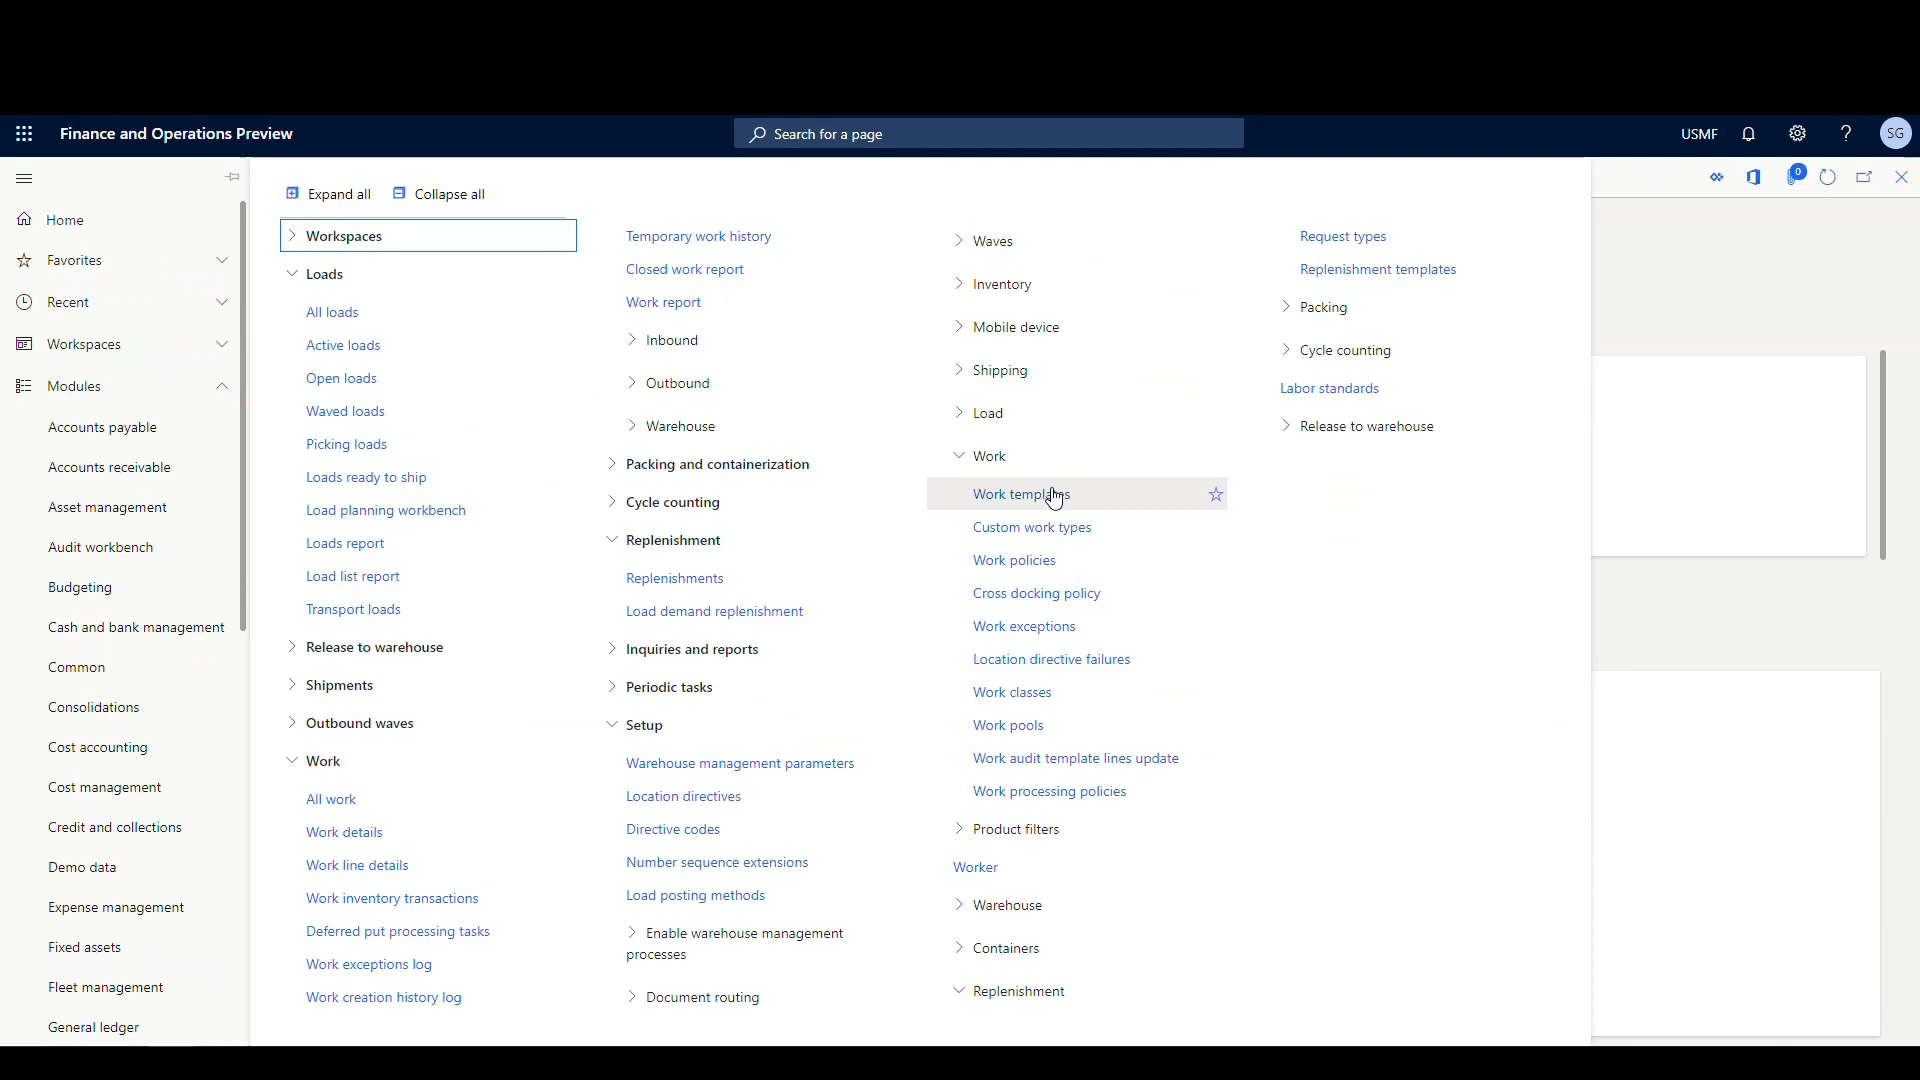 Finance and Operations Preview
Search for a page
USMF
SG
0
Home
Favorites
Recent
Workspaces
Modules
Accounts payable
Accounts receivable
Asset management
Audit workbench
Budgeting
Cash and bank management
Common
Consolidations
Cost accounting
Cost management
Credit and collections
Demo data
Expense management
Fixed assets
Fleet management
General ledger
Expand all
Collapse all
Workspaces
Loads
All loads
Active loads
Open loads
Waved loads
Picking loads
Loads ready to ship
Load planning workbench
Loads report
Load list report
Transport loads
Release to warehouse
Shipments
Outbound waves
Work
All work
Work details
Work line details
Work inventory transactions
Deferred put processing tasks
Work exceptions log
Work creation history log
Temporary work history
Closed work report
Work report
Inbound
Outbound
Warehouse
Packing and containerization
Cycle counting
Replenishment
Replenishments
Load demand replenishment
Inquiries and reports
Periodic tasks
Setup
Warehouse management parameters
Location directives
Directive codes
Number sequence extensions
Load posting methods
Enable warehouse management
processes
Document routing
Waves
Inventory
Mobile device
Shipping
Load
Work
Work templates
Custom work types
Work policies
Cross docking policy
Work exceptions
Location directive failures
Work classes
Work pools
Work audit template lines update
Work processing policies
Product filters
Worker
Warehouse
Containers
Replenishment
Request types
Replenishment templates
Packing
Cycle counting
Labor standards
Release to warehouse